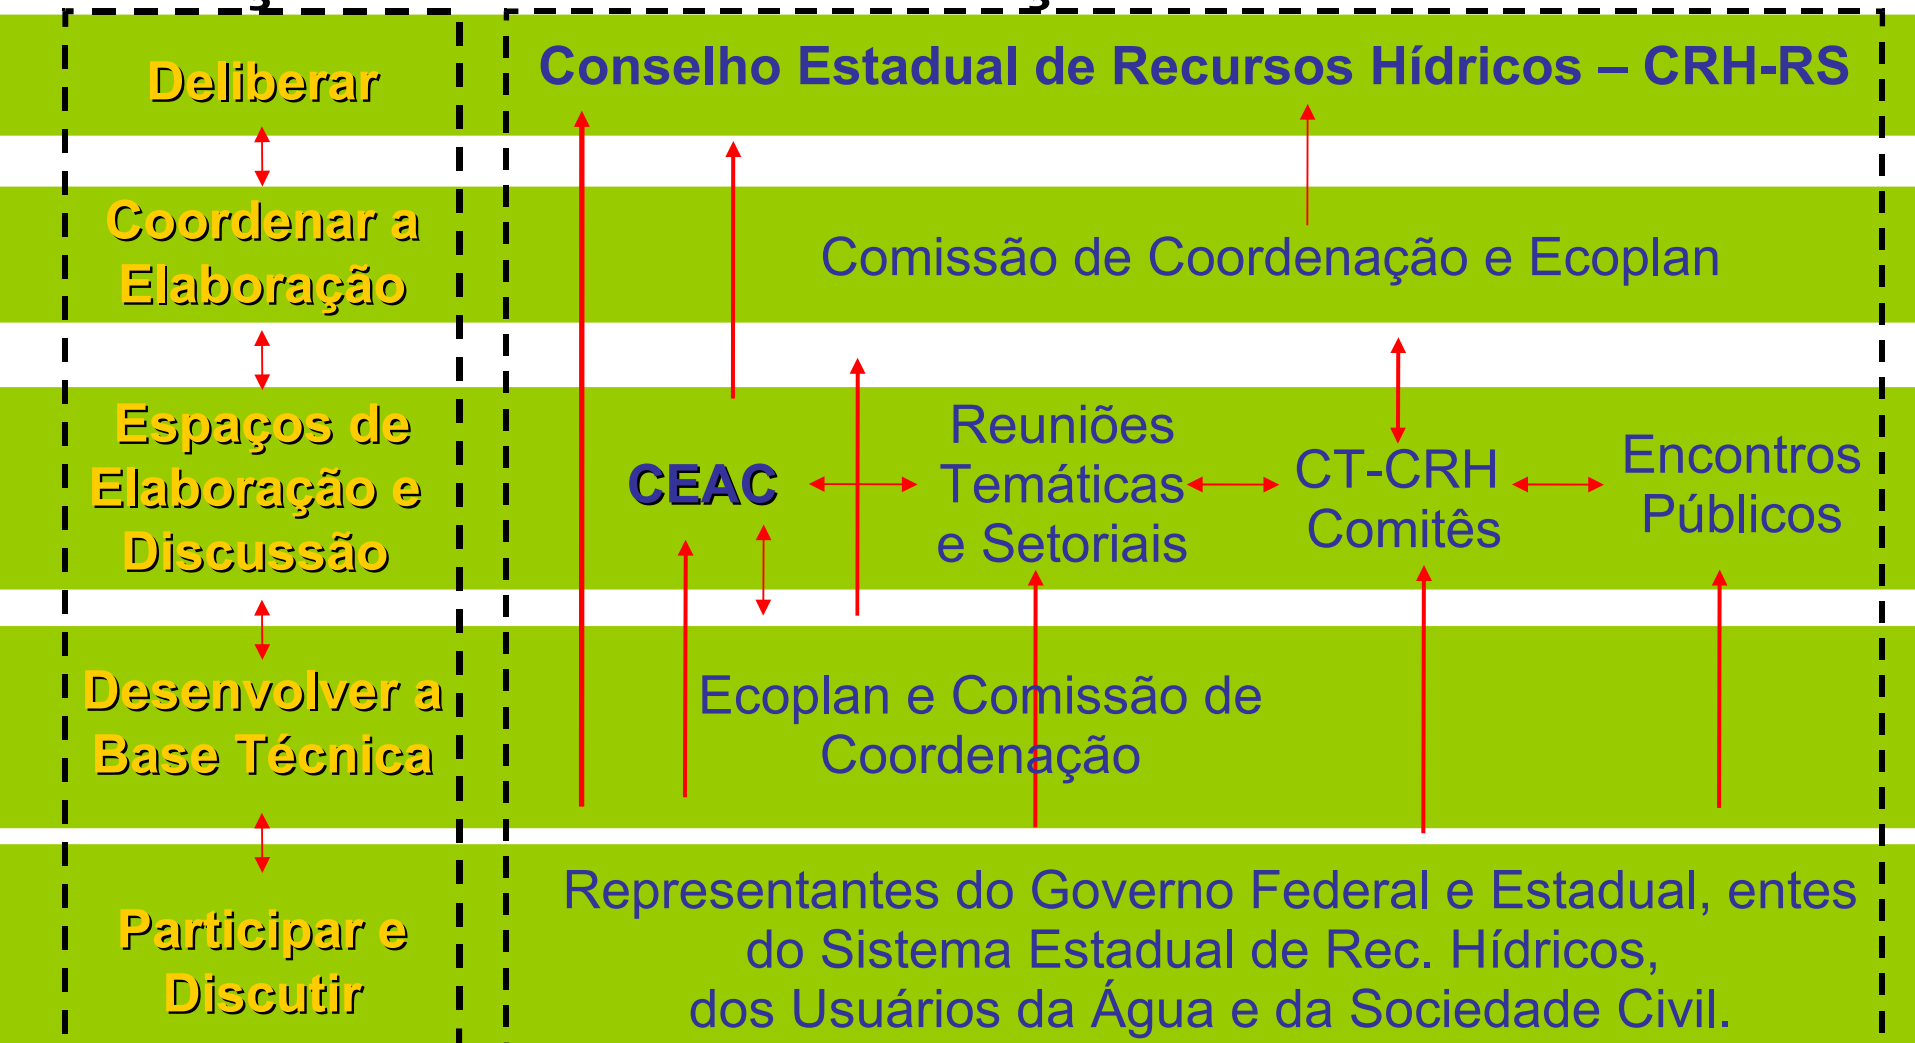 Deliberar
Conselho Estadual de Recursos Hídricos – CRH-RS
Coordenar a
Elaboração
Comissão de Coordenação e Ecoplan
Espaços de
Elaboração e
Discussão
CEAC
Reuniões
Temáticas
e Setoriais
CT-CRH
Comitês
Encontros
Públicos
Desenvolver a
Base Técnica
Ecoplan e Comissão de
Coordenação
Participar e
Discutir
Representantes do Governo Federal e Estadual, entes
do Sistema Estadual de Rec. Hídricos,
dos Usuários da Água e da Sociedade Civil.